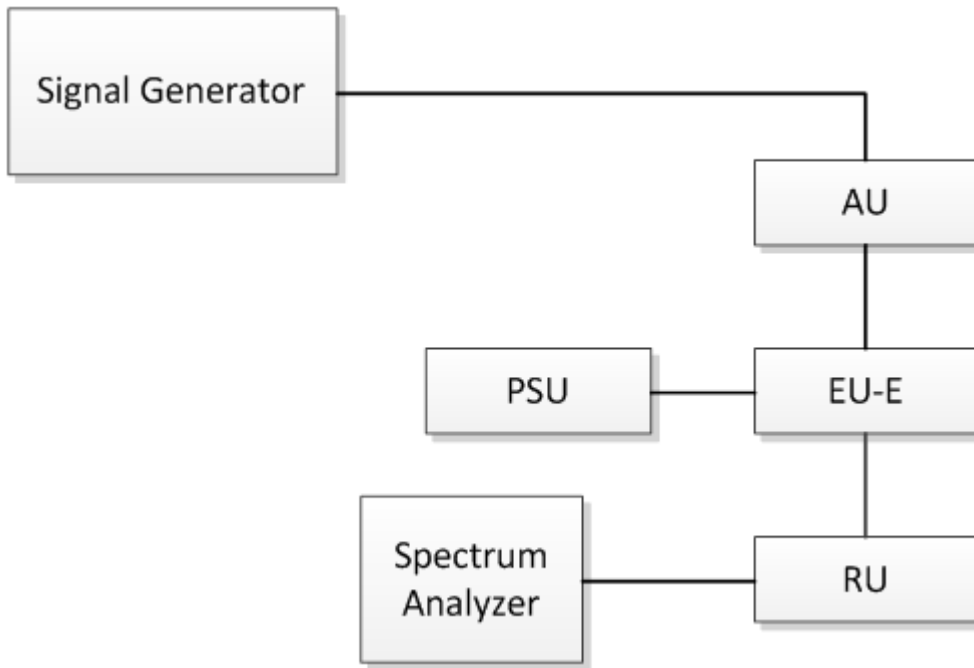 Signal Generator
AU
PSU
EU-E
Spectrum
Analyzer
RU